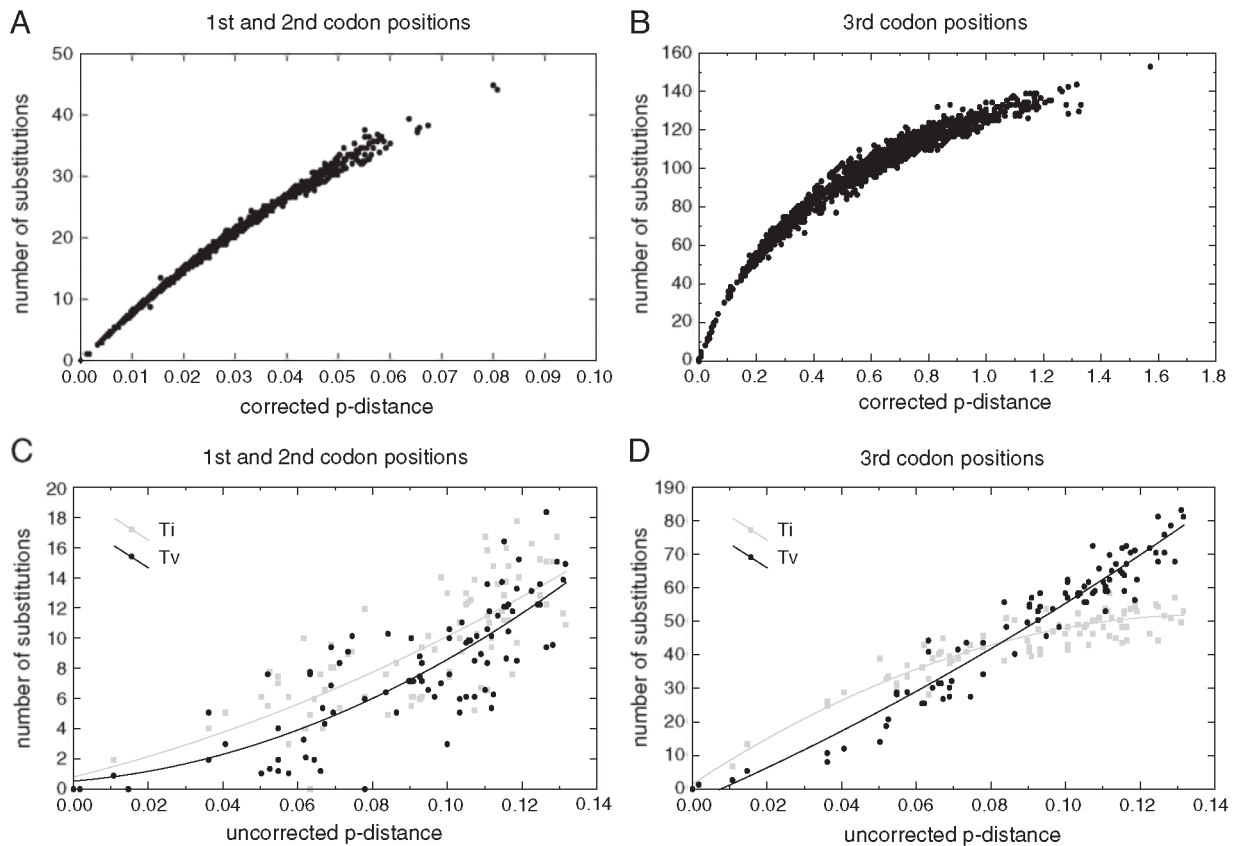 A
1st and 2nd codon positions
50
40
30
20
10
0
number of substitutions
0.00 0.01 0.02 0.03 0.04 0.05 0.06 0.07 0.08 0.09 0.10
corrected p-distance
B
3rd codon positions
160
140
120
100
80
60
40
20
0
number of substitutions
0.0 0.2 0.4 0.6 0.8 1.0 1.2 1.4 1.6 1.8
corrected p-distance
C
1st and 2nd codon positions
20
18
16
14
12
10
8
6
4
2
0
number of substitutions
Ti
Tv
0.00 0.02 0.04 0.06 0.08 0.10 0.12 0.14
uncorrected p-distance
D
3rd codon positions
190
80
70
60
50
40
30
20
10
0
number of substitutions
Ti
Tv
0.00 0.02 0.04 0.06 0.08 0.10 0.12 0.14
uncorrected p-distance